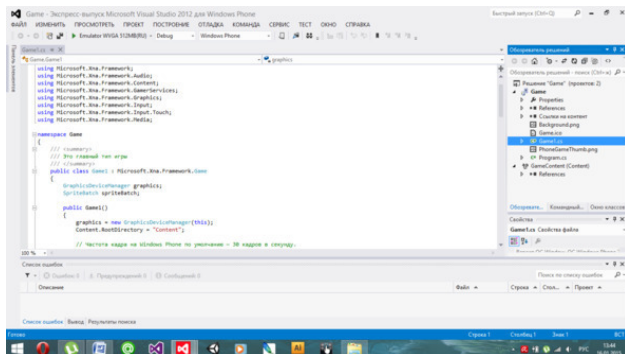 Game - Экспресс-выпуск Microsoft Visual Studio 2012 для Windows Phone
Быстрый запуск (Ctrl+Q)
ФАЙЛ ИЗМЕНИТЬ ПРОСМОТРЕТЬ ПРОЕКТ ПОСТРОЕНИЕ ОТЛАДКА КОМАНДА СЕРВИС ТЕСТ ОКНО СПРАВКА
Emulator WVGA 512MB(RU) Debug Windows Phone
Game1.cs
Game.Game1
graphics
using Microsoft.Xna.Framework;
using Microsoft.Xna.Framework.Audio;
using Microsoft.Xna.Framework.Content;
using Microsoft.Xna.Framework.GamerServices;
using Microsoft.Xna.Framework.Graphics;
using Microsoft.Xna.Framework.Input;
using Microsoft.Xna.Framework.Input.Touch;
using Microsoft.Xna.Framework.Media;
namespace Game
{
/// <summary>
/// Это главный тип игры
/// </summary>
public class Game1 : Microsoft.Xna.Framework.Game
{
GraphicsDeviceManager graphics;
SpriteBatch spriteBatch;
public Game1()
{
graphics = new GraphicsDeviceManager(this);
Content.RootDirectory = "Content";
// Частота кадра на Windows Phone по умолчанию — 30 кадров в секунду.
100 %
Обозреватель решений
Обозреватель решений - поиск (Ctrl+ж)
Решение "Game" (проектов: 2)
Game
Properties
References
Ссылки на контент
Background.png
Game.ico
Game1.cs
PhoneGameThumb.png
Program.cs
GameContent (Content)
References
Обозревате... Командный... Окно классов
Свойства
Game1.cs Свойства файла
Список ошибок
Ошибок: 0 Предупреждений: 0 Сообщений: 0
Поиск по списку ошибок
Описание Файл Строка Стол... Проект
Список ошибок Вывод Результаты поиска
Готово
Строка 1 Столбец 1 Знак 1 ВСТ
РУС
13:44